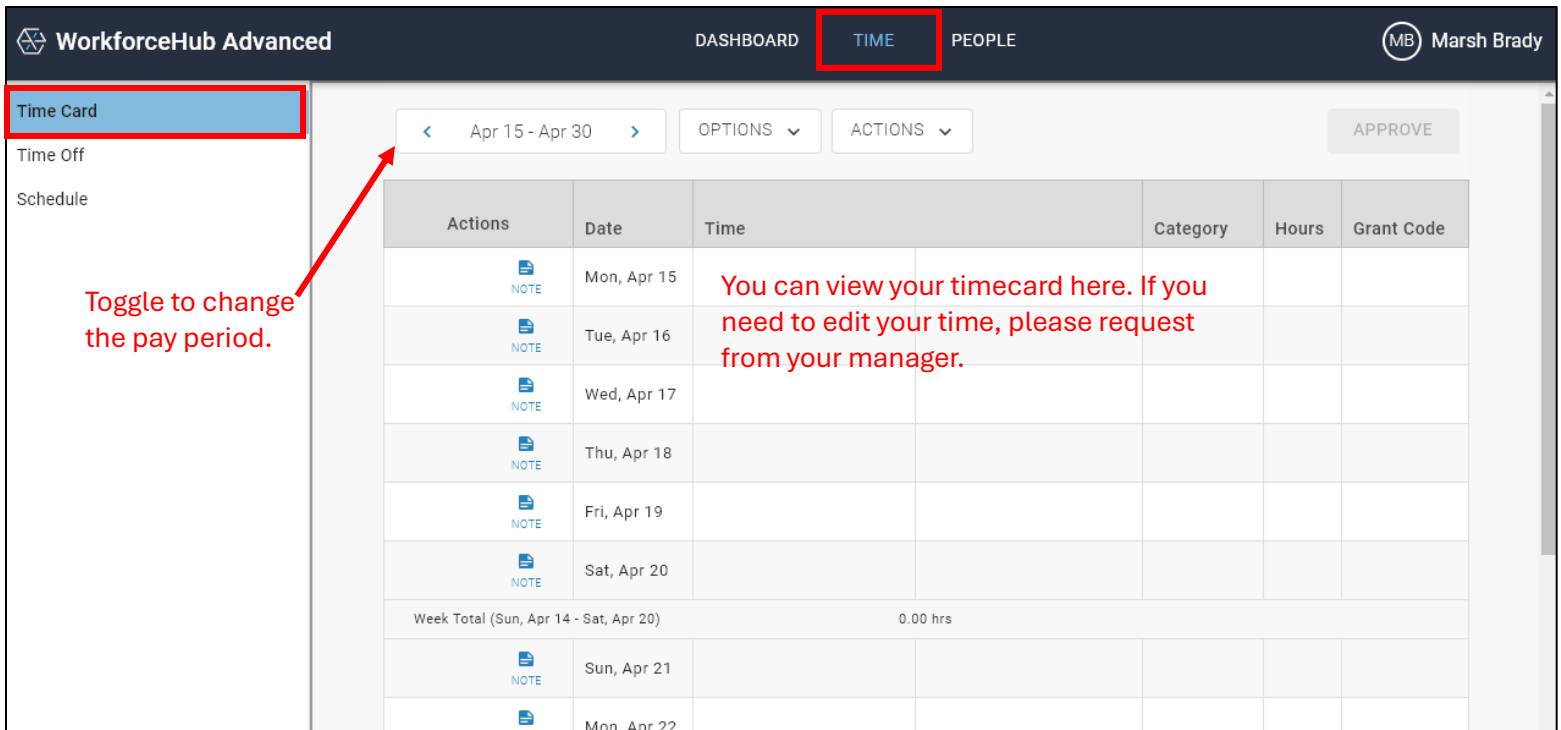 WorkforceHub Advanced
DASHBOARD TIME PEOPLE
MB Marsh Brady
Time Card
Time Off
Schedule
Toggle to change
the pay period.
Apr 15 - Apr 30
OPTIONS
ACTIONS
APPROVE
Actions Date Time Category Hours Grant Code
NOTE Mon, Apr 15
You can view your timecard here. If you
need to edit your time, please request
from your manager.
NOTE Tue, Apr 16
NOTE Wed, Apr 17
NOTE Thu, Apr 18
NOTE Fri, Apr 19
NOTE Sat, Apr 20
Week Total (Sun, Apr 14 - Sat, Apr 20) 0.00 hrs
NOTE Sun, Apr 21
Mon, Apr 22